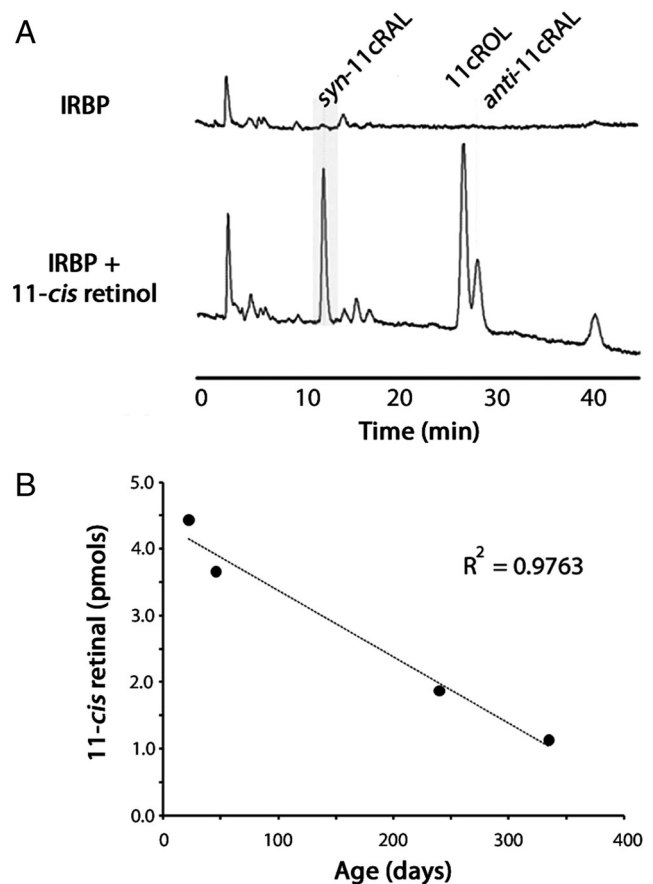 A
syn-11cRAL
11cROL
anti-11cRAL
IRBP
IRBP +
11-cis retinol
0 10 20 30 40
Time (min)
B
5.0
4.0
3.0
2.0
1.0
0.0
R² = 0.9763
11-cis retinal (pmols)
0 100 200 300 400
Age (days)